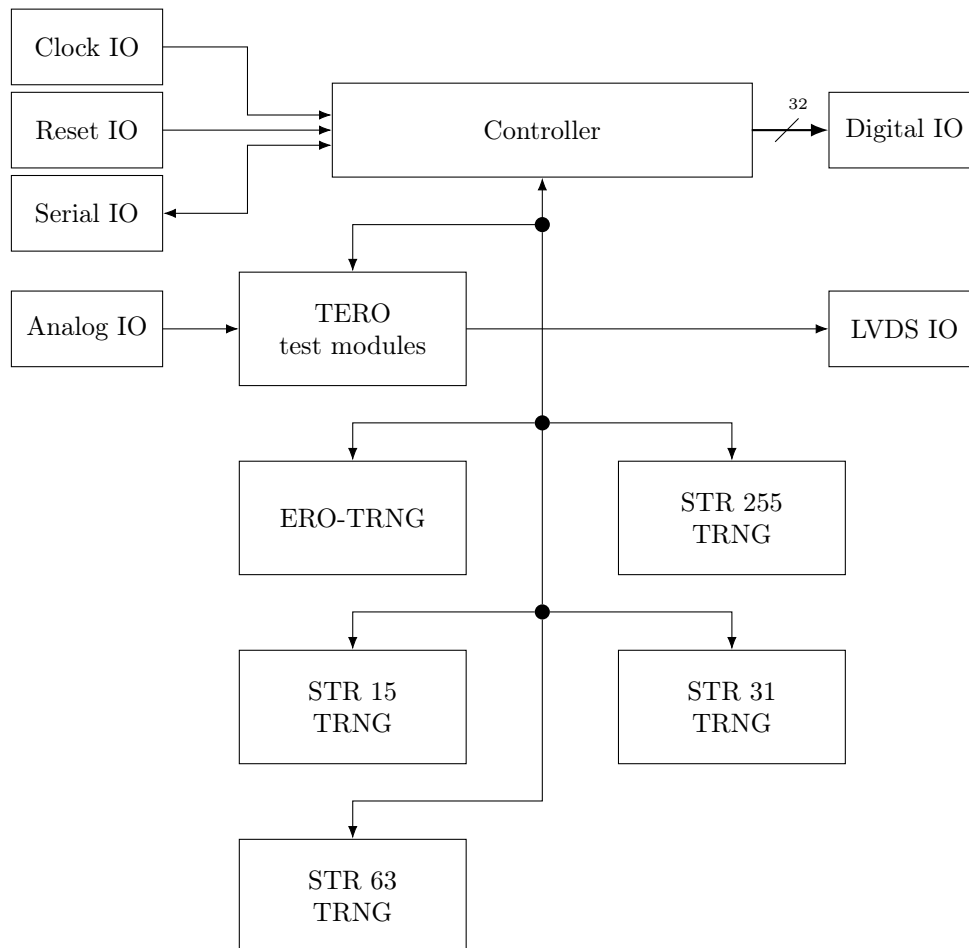 Clock IO
Reset IO
Serial IO
Controller
32
Digital IO
Analog IO
TERO
test modules
LVDS IO
ERO-TRNG
STR 255
TRNG
STR 15
TRNG
STR 31
TRNG
STR 63
TRNG